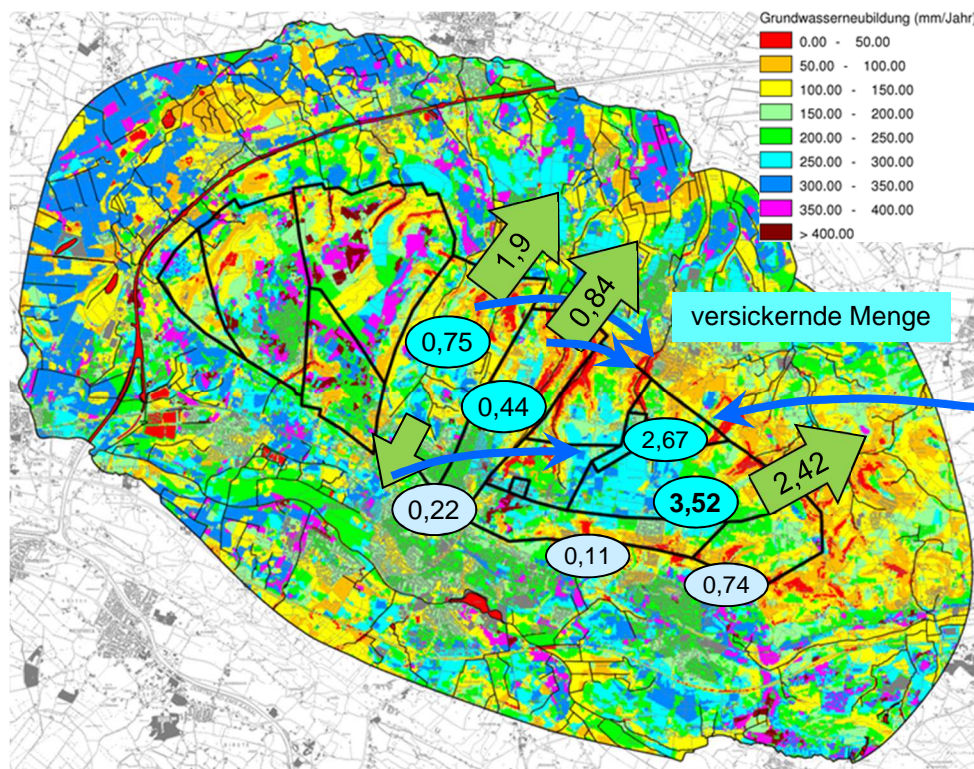 Grundwasserneubildung (mm/Jahr)
0.00 - 50.00
50.00 - 100.00
100.00 - 150.00
150.00 - 200.00
200.00 - 250.00
250.00 - 300.00
300.00 - 350.00
350.00 - 400.00
> 400.00
1,9
0,84
versickernde Menge
0,75
0,44
2,67
2,42
3,52
0,22
0,11
0,74